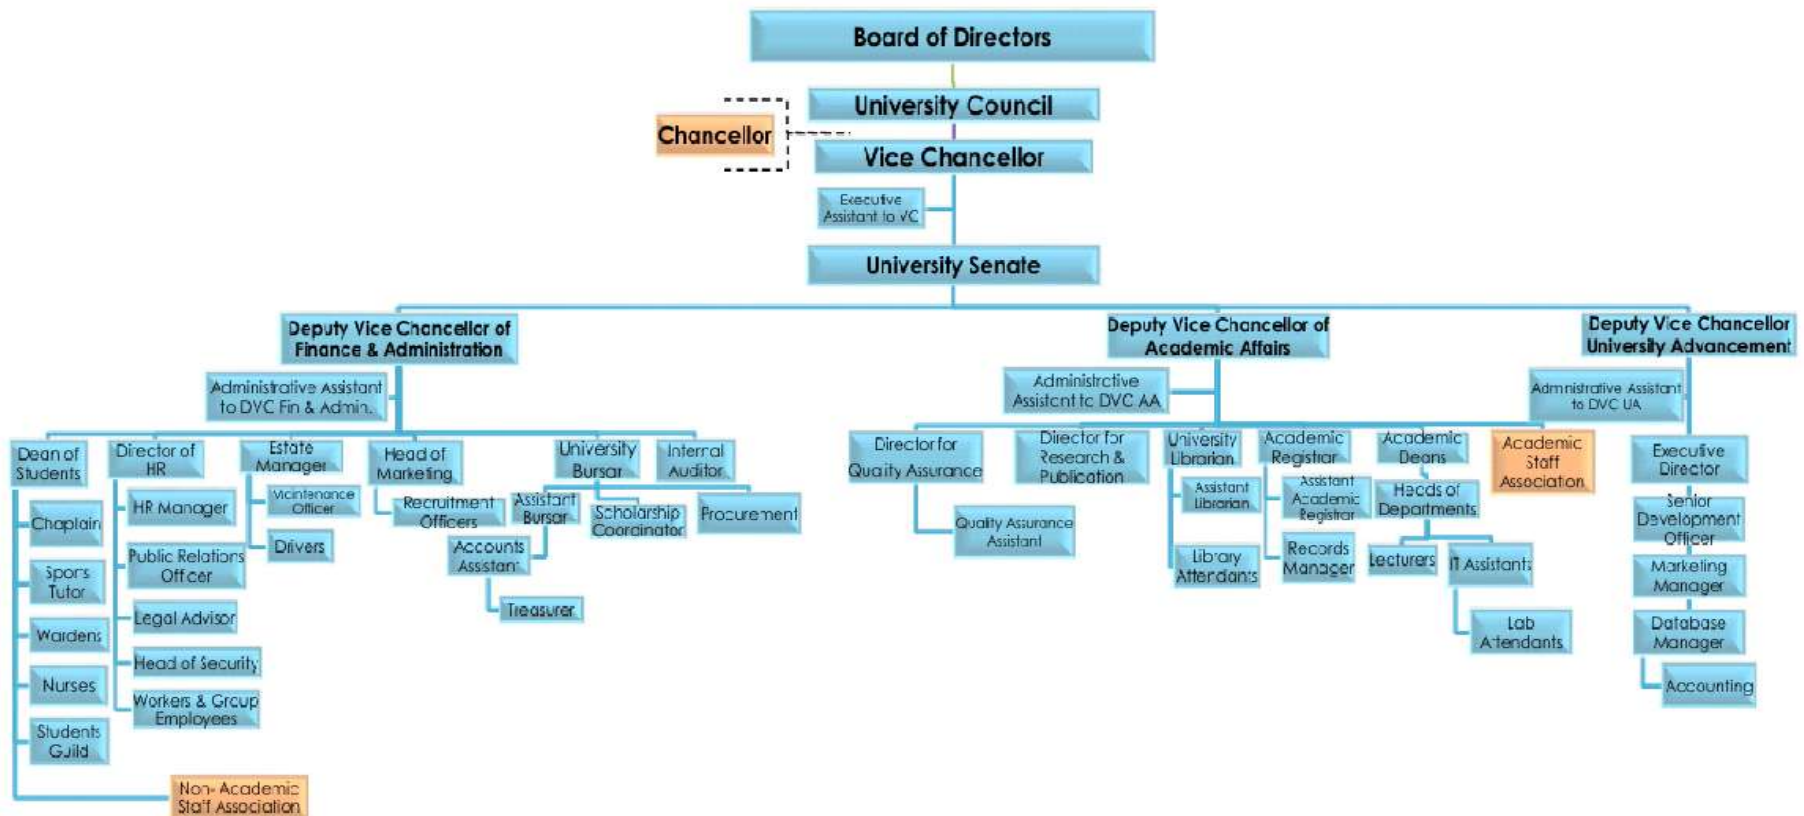 Board of Directors
University Council
Chancellor
Vice Chancellor
Executive
Assistant to VC
University Senate
Deputy Vice Chancellor of
Finance & Administration
Deputy Vice Chancellor of
Academic Affairs
Deputy Vice Chancellor
University Advancement
Administrative Assistant
to DVC Fin & Admin.
Administrative
Assistant to DVC AA
Administrative Assistant
to DVC UA
Dean of
Students
Director of
HR
Estate
Manager
Head of
Marketing
University
Bursar
Internal
Auditor
Director for
Quality Assurance
Director for
Research &
Publication
University
Librarian
Academic
Registrar
Academic
Deans
Academic
Staff
Association
Executive
Director
Chaplain
Sports
Tutor
Wardens
Nurses
Students
Guild
Non- Academic
Staff Association
HR Manager
Public Relations
Officer
Legal Advisor
Head of Security
Workers & Group
Employees
Maintenance
Officer
Drivers
Recruitment
Officers
Assistant
Bursar
Scholarship
Coordinator
Procurement
Accounts
Assistant
Treasurer
Quality Assurance
Assistant
Assistant
Librarian
Library
Attendants
Assistant
Academic
Registrar
Records
Manager
Heads of
Departments
Lecturers
IT Assistants
Lab
Attendants
Senior
Development
Officer
Marketing
Manager
Database
Manager
Accounting